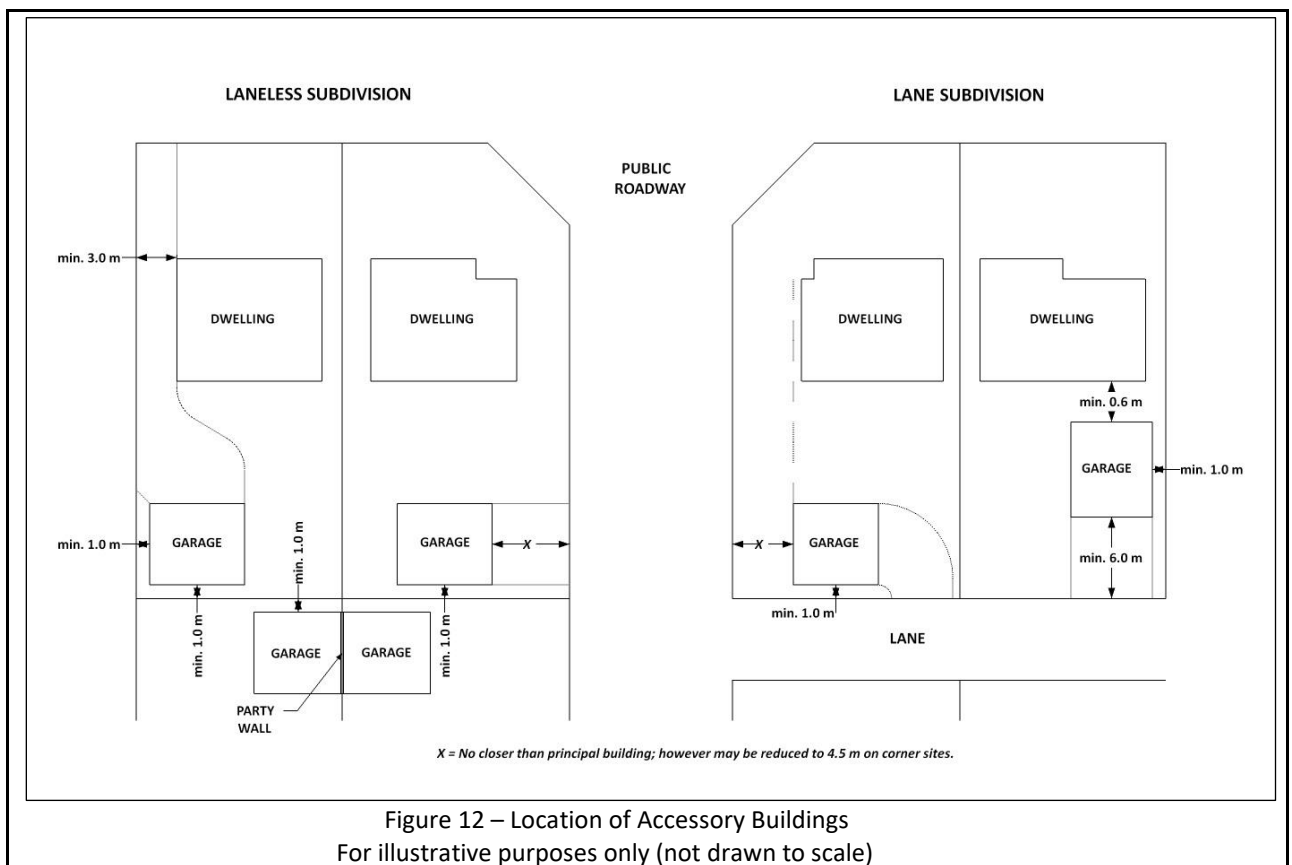 LANELESS SUBDIVISION
LANE SUBDIVISION
PUBLIC
ROADWAY
min. 3.0 m
DWELLING
DWELLING
DWELLING
DWELLING
min. 0.6 m
GARAGE
min. 1.0 m
min. 1.0 m
GARAGE
min. 1.0 m
GARAGE
X
X
GARAGE
min. 6.0 m
min. 1.0 m
min. 1.0 m
min. 1.0 m
GARAGE
GARAGE
LANE
PARTY
WALL
X = No closer than principal building; however may be reduced to 4.5 m on corner sites.
Figure 12 – Location of Accessory Buildings
For illustrative purposes only (not drawn to scale)